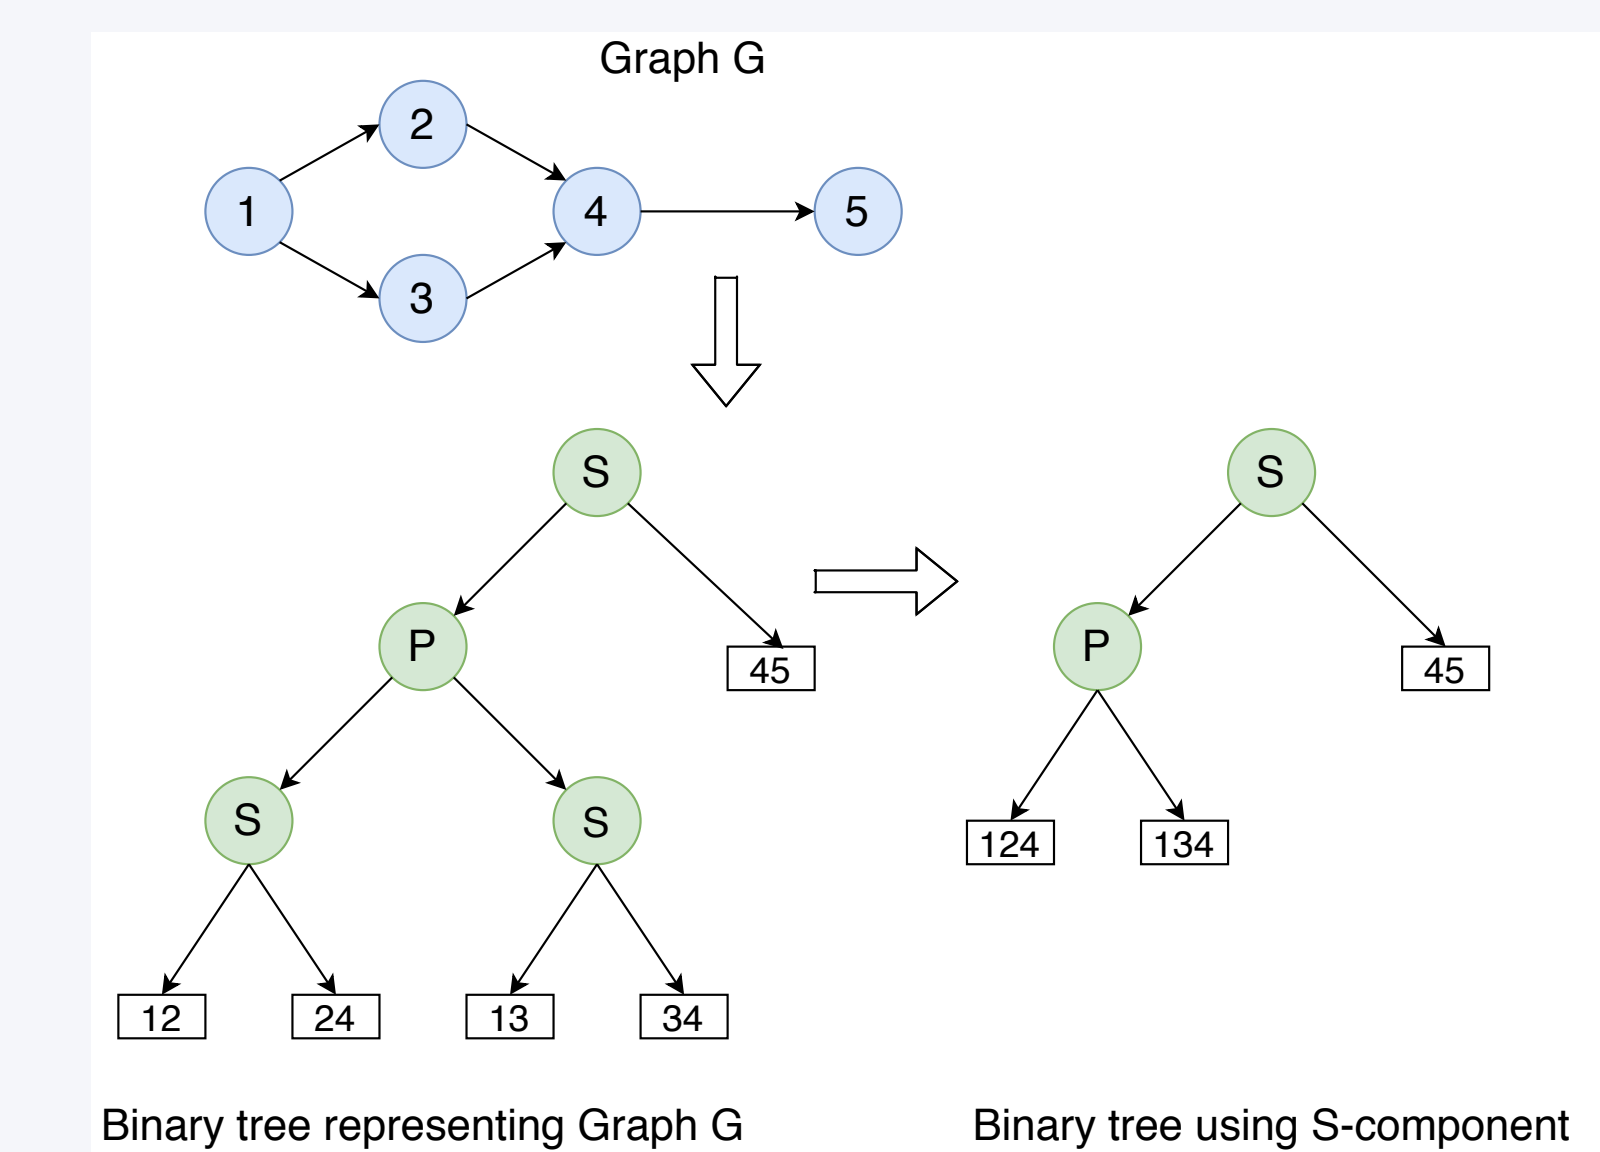 Graph G
2
1
4
5
3
S
S
P
45
P
45
S
S
124
134
12
24
13
34
Binary tree representing Graph G
Binary tree using S-component